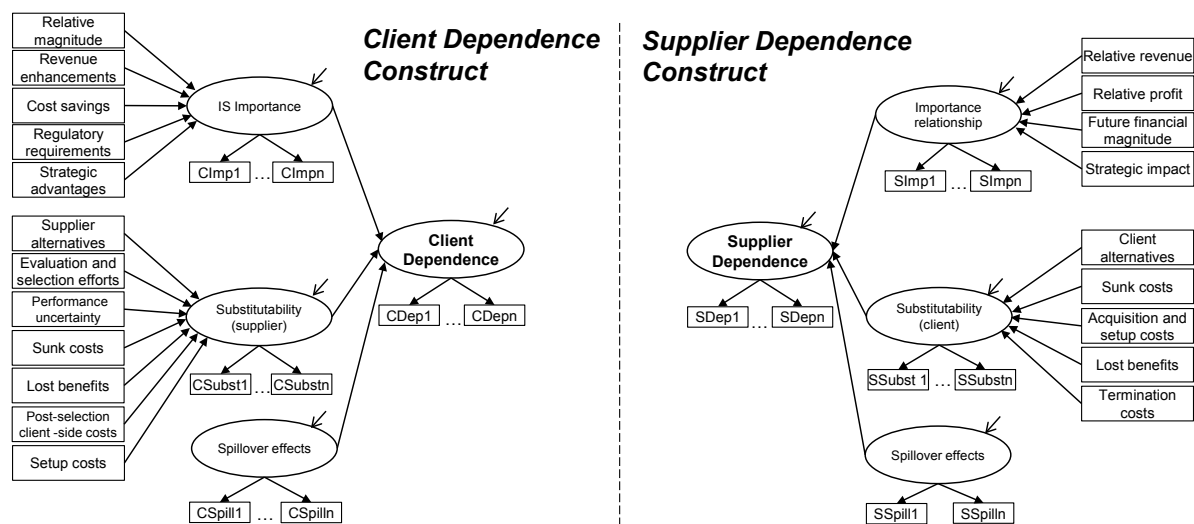 Client Dependence
Construct
Relative
magnitude
Revenue
enhancements
Cost savings
Regulatory
requirements
Strategic
advantages
IS Importance
CImp1 … CImpn
Supplier
alternatives
Evaluation and
selection efforts
Performance
uncertainty
Sunk costs
Lost benefits
Post-selection
client -side costs
Setup costs
Substitutability
(supplier)
CSubst1 … CSubstn
Client
Dependence
CDep1 … CDepn
Spillover effects
CSpill1 … CSpilln
Supplier Dependence
Construct
Relative revenue
Relative profit
Future financial
magnitude
Strategic impact
Importance
relationship
SImp1 … SImpn
Supplier
Dependence
SDep1 … SDepn
Client
alternatives
Sunk costs
Acquisition and
setup costs
Lost benefits
Termination
costs
Substitutability
(client)
SSubst 1 … SSubstn
Spillover effects
SSpill1 … SSpilln